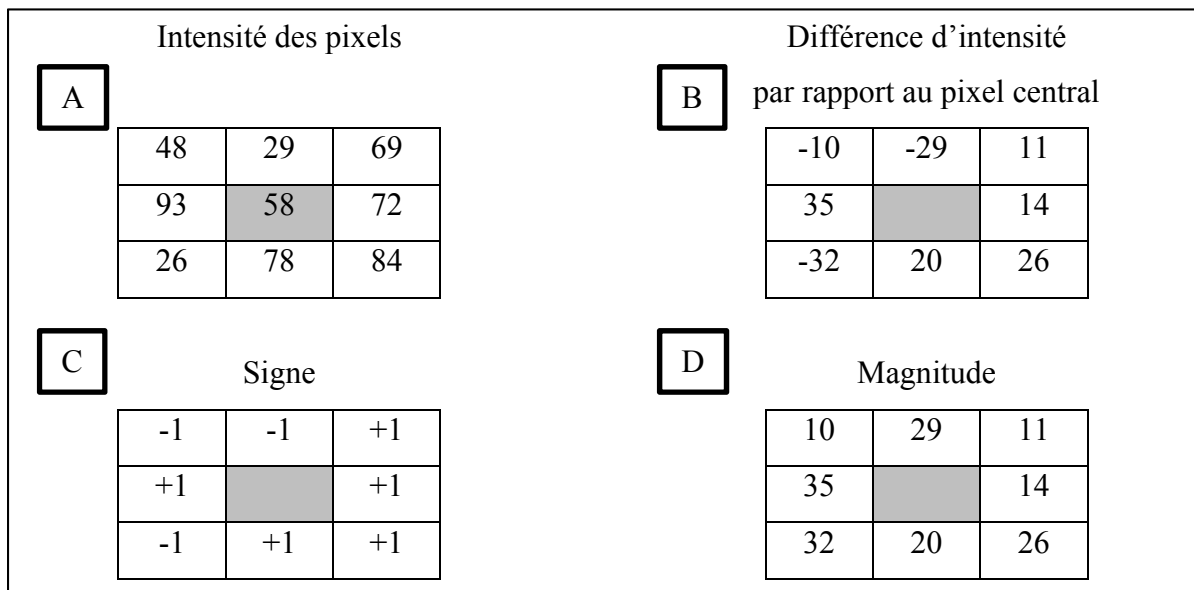 Intensité des pixels
A
48 29 69
93 58 72
26 78 84
Différence d’intensité
B par rapport au pixel central
-10 -29 11
35 14
-32 20 26
C
Signe
-1 -1 +1
+1 +1
-1 +1 +1
D
Magnitude
10 29 11
35 14
32 20 26